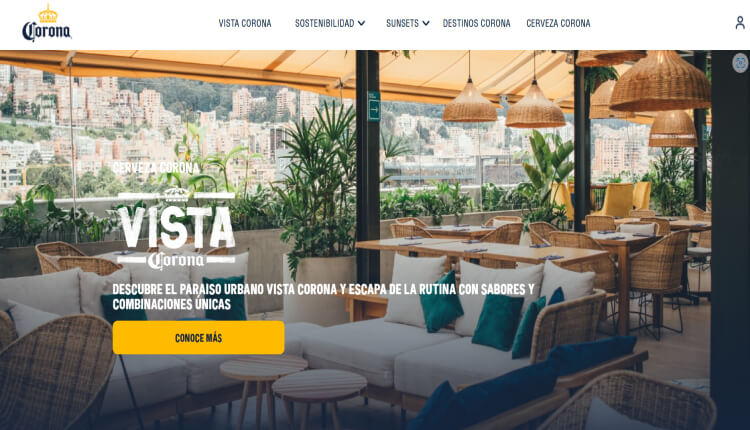 Corona
VISTA CORONA
SOSTENIBILIDAD
SUNSETS
DESTINOS CORONA
CERVEZA CORONA
CERVEZA CORONA
VISTA
Corona
DESCUBRE EL PARAISO URBANO VISTA CORONA Y ESCAPA DE LA RUTINA CON SABORES Y
COMBINACIONES ÚNICAS
CONOCE MÁS